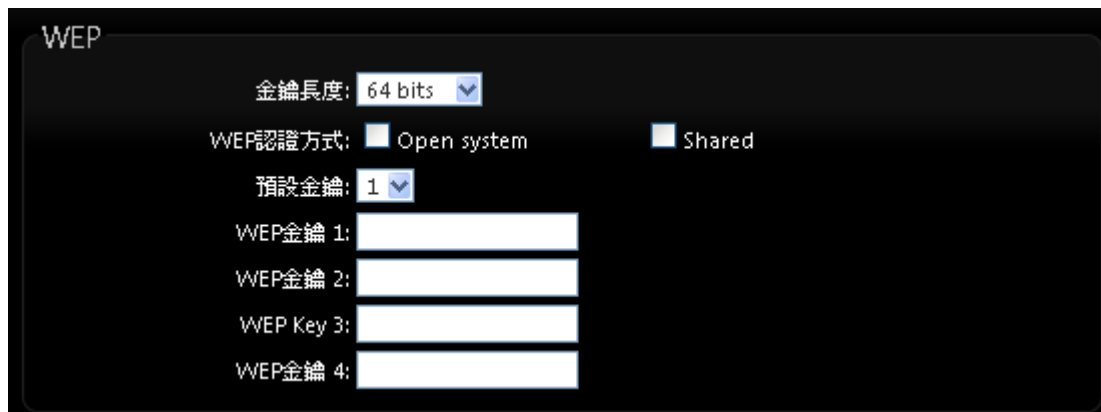 WEP
金鑰長度: 64 bits
WEP認證方式: Open system Shared
預設金鑰: 1
WEP金鑰 1:
WEP金鑰 2:
WEP Key 3:
WEP金鑰 4: